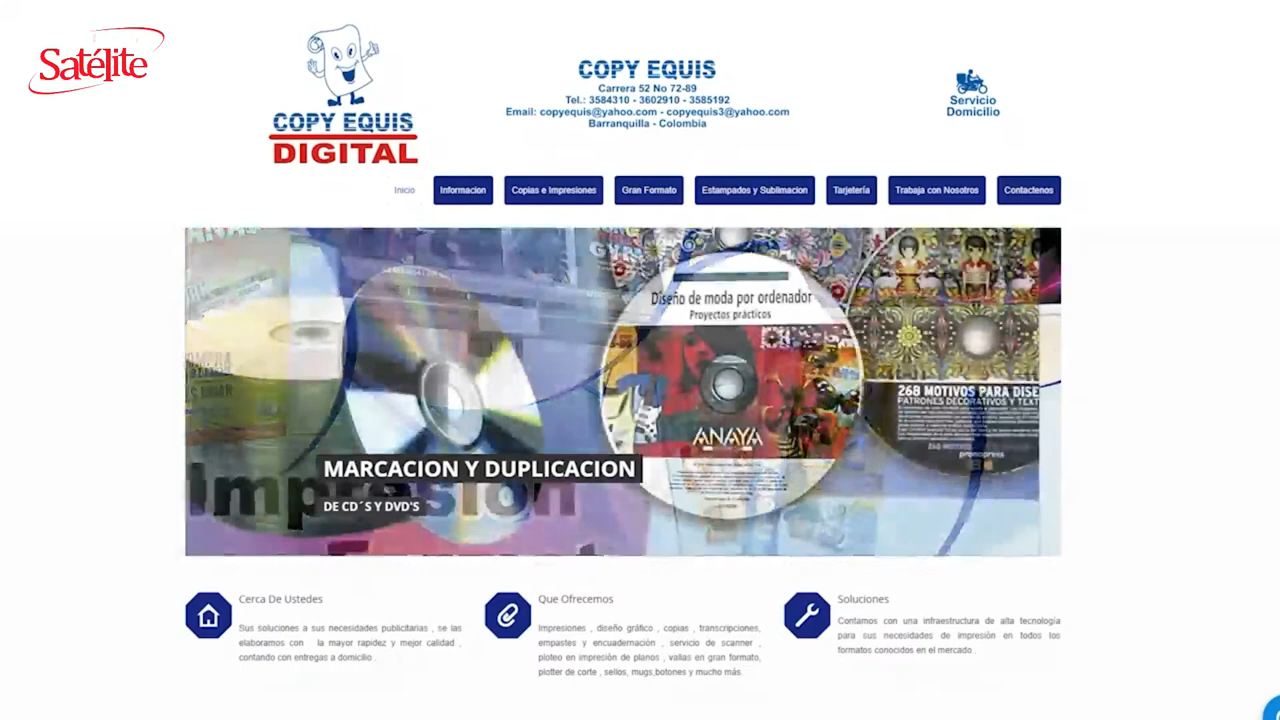 Satélite
COPY EQUIS
DIGITAL
COPY EQUIS
Carrera 52 No 72-89
Tel.: 3584310 - 3602910 - 3585192
Email: copyequis@yahoo.com - copyequis3@yahoo.com
Barranquilla - Colombia
Servicio
Domicilio
Inicio
Informacion
Copias e Impresiones
Gran Formato
Estampados y Sublimacion
Tarjetería
Trabaja con Nosotros
Contactenos
Diseño de moda por ordenador
Proyectos prácticos
ANAYA
268 MOTIVOS PARA DISE
PATRONES DECORATIVOS Y TEXT
promopress
MARCACION Y DUPLICACION
Impresion
DE CD´S Y DVD'S
Cerca De Ustedes
Sus soluciones a sus necesidades publicitarias , se las
elaboramos con la mayor rapidez y mejor calidad ,
contando con entregas a domicilio .
Que Ofrecemos
Impresiones , diseño gráfico , copias , transcripciones,
empastes y encuadernación , servicio de scanner ,
ploteo en impresión de planos , vallas en gran formato,
plotter de corte , sellos, mugs,botones y mucho más.
Soluciones
Contamos con una infraestructura de alta tecnología
para sus necesidades de impresión en todos los
formatos conocidos en el mercado .